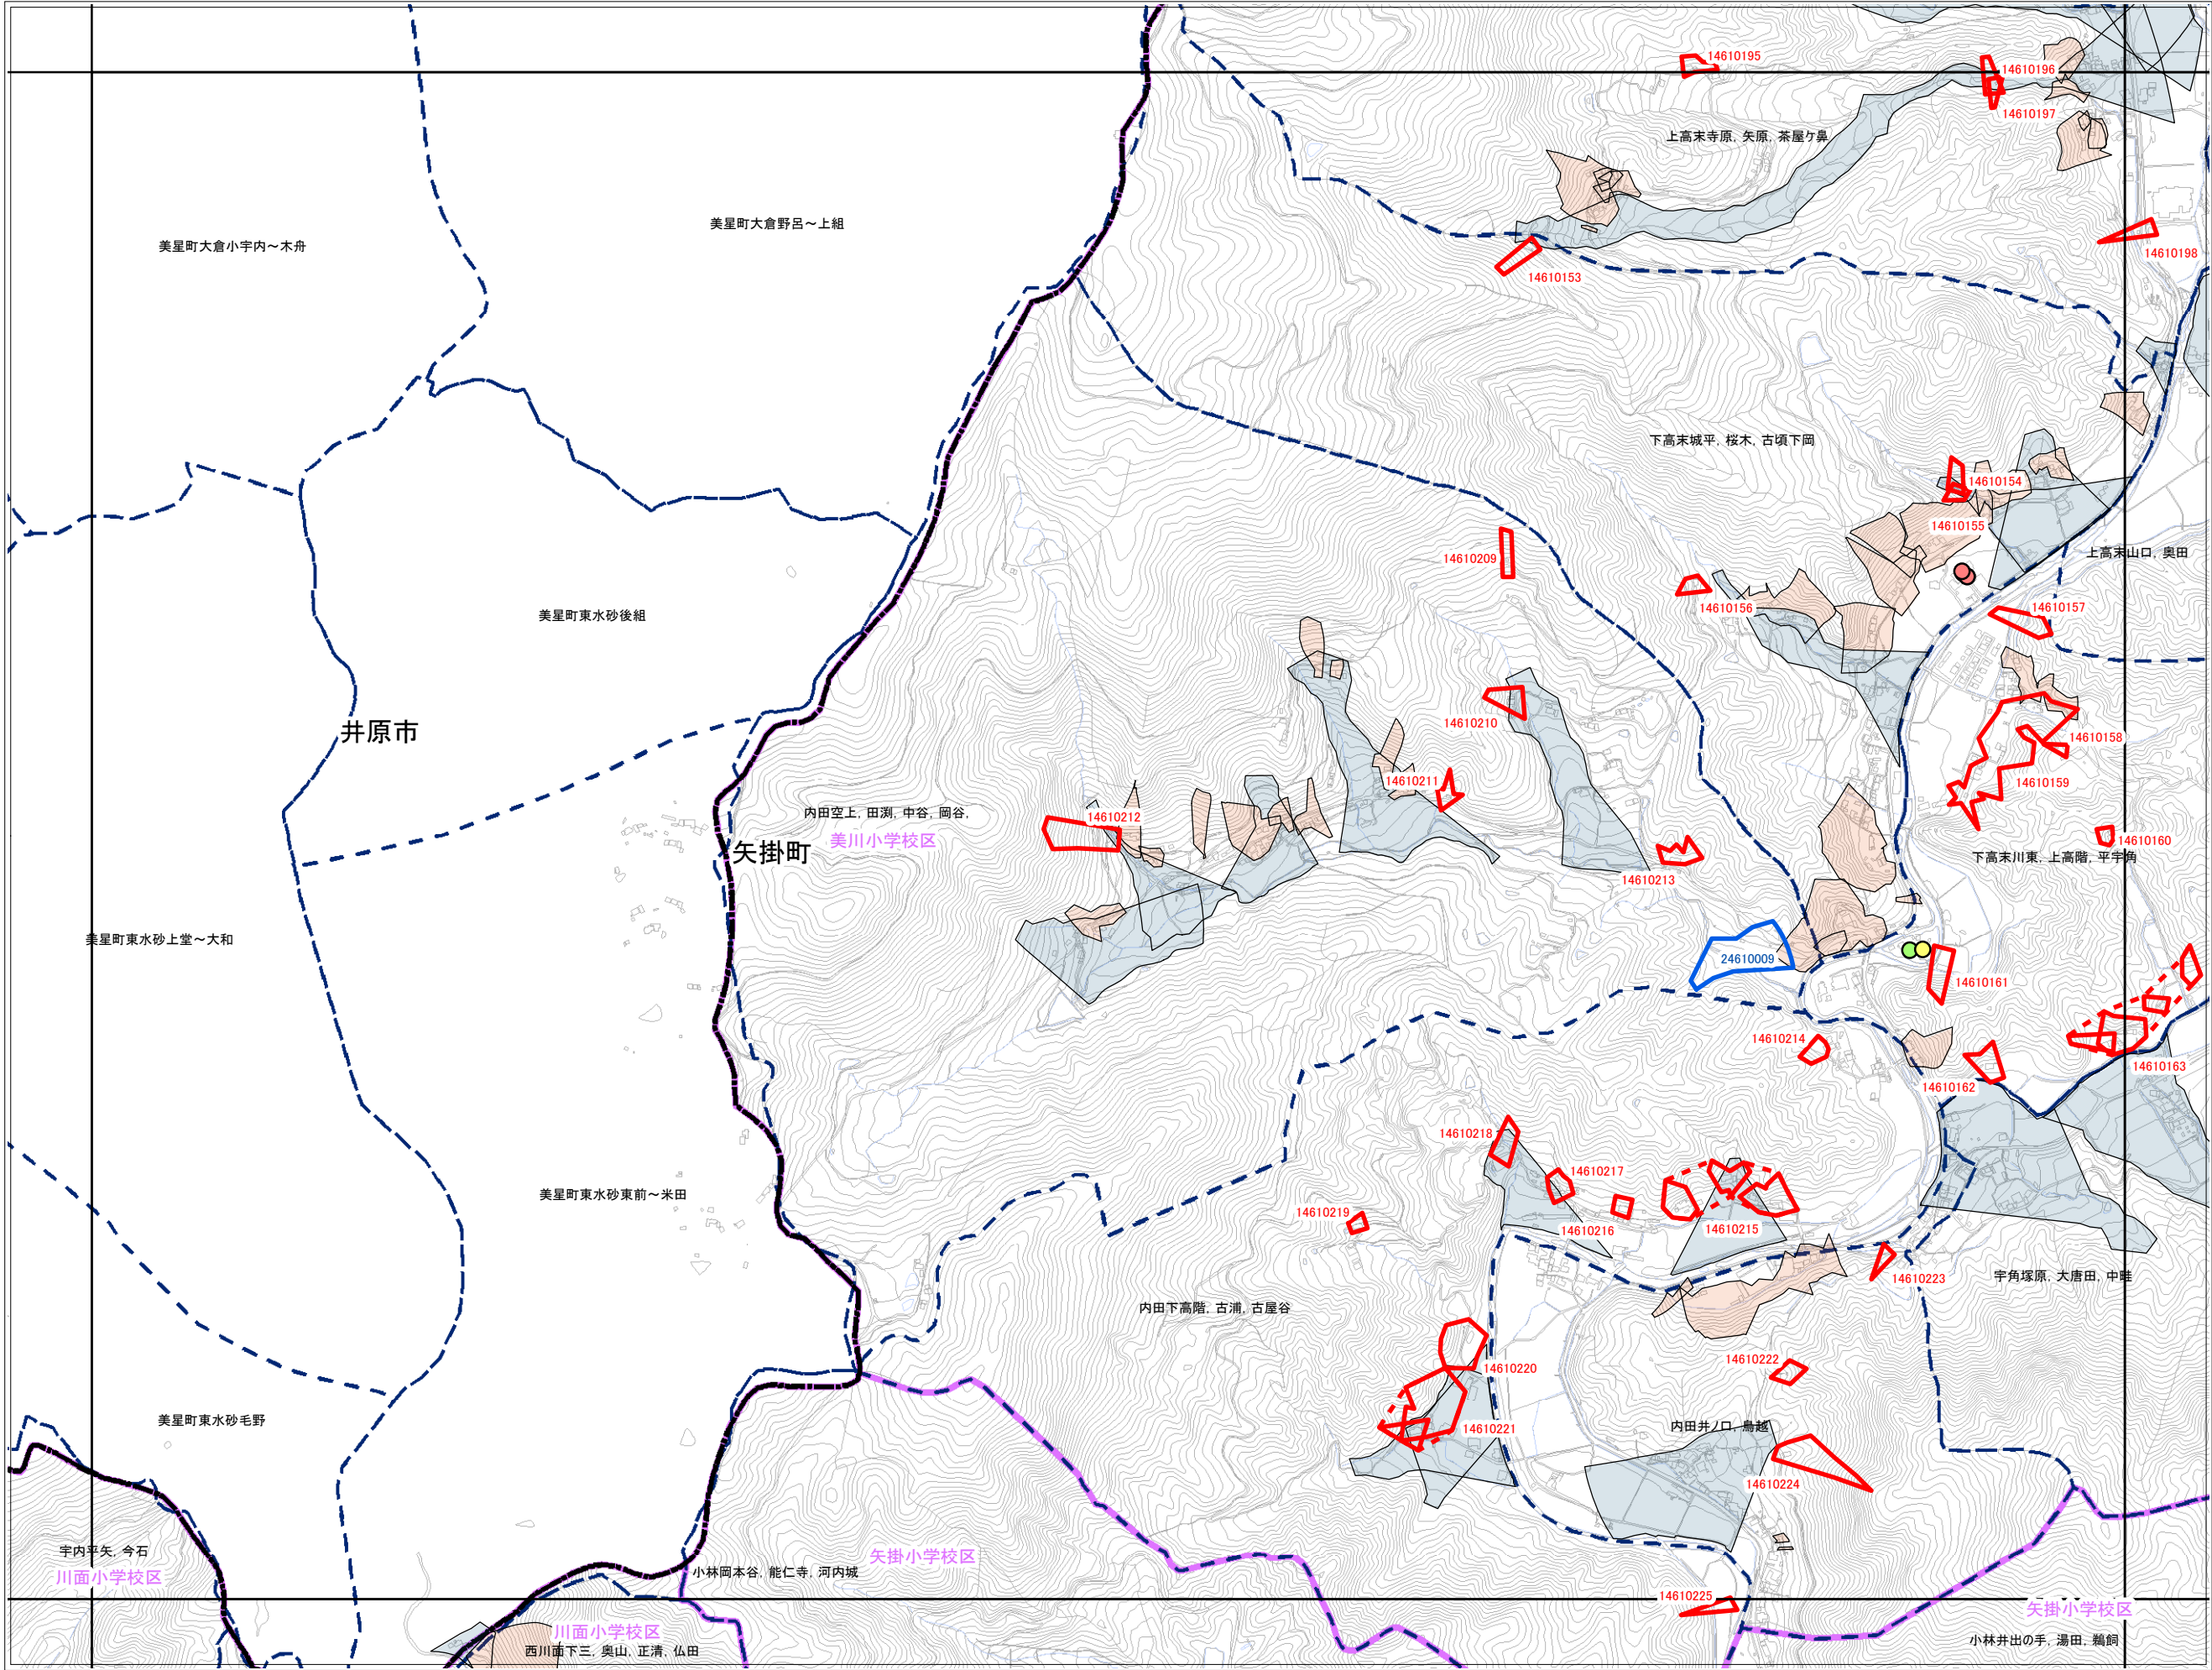 14610195
14610196
14610197
上高末寺原, 矢原, 茶屋ケ鼻
美星町大倉野呂～上組
美星町大倉小宇内～木舟
14610198
14610153
下高末城平, 桜木, 古頃下岡
14610154
14610155
上高末山口, 奥田
14610209
14610156
14610157
美星町東水砂後組
14610210
井原市
14610158
14610211
14610159
内田空上, 田渕, 中谷, 岡谷,
14610212
美川小学校区
14610160
矢掛町
下高末川東, 上高階, 平宇角
14610213
美星町東水砂上堂～大和
24610009
14610161
14610214
14610163
14610162
14610218
14610217
美星町東水砂東前～米田
14610219
14610216
14610215
宇角塚原, 大唐田, 中畦
14610223
内田下高階, 古浦, 古屋谷
14610222
14610220
美星町東水砂毛野
内田井ノ口, 鳥越
14610221
14610224
宇内平矢, 今石
矢掛小学校区
川面小学校区
小林岡本谷, 能仁寺, 河内城
14610225
矢掛小学校区
川面小学校区
小林井出の手, 湯田, 鵜飼
西川面下三, 奥山, 正清, 仏田